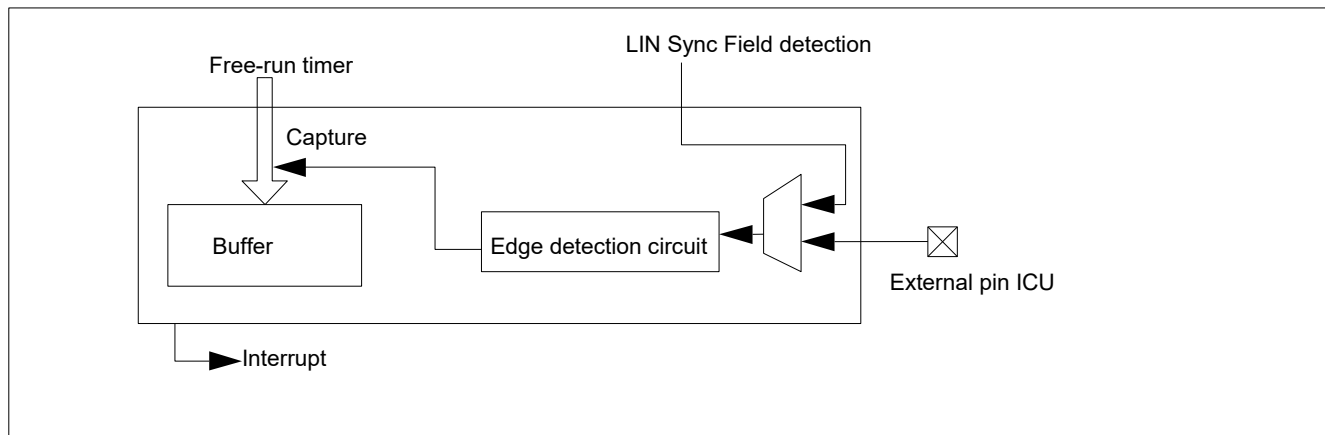 LIN Sync Field detection
Free-run timer
Capture
Buffer
Edge detection circuit
External pin ICU
Interrupt